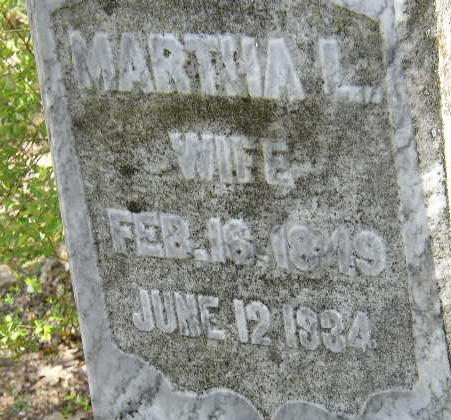 MARTHA L.
WIFE
FEB. 16, 1849
JUNE 12 1934